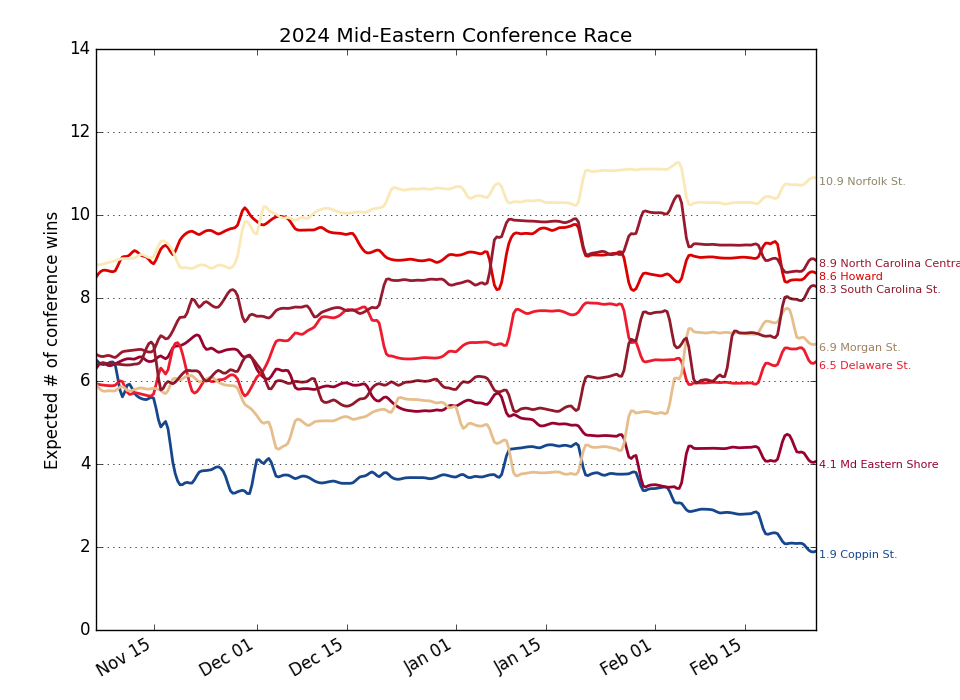 2024 Mid-Eastern Conference Race
Expected # of conference wins
14
12
10
8
6
4
2
0
Nov 15
Dec 01
Dec 15
Jan 01
Jan 15
Feb 01
Feb 15
10.9 Norfolk St.
8.9 North Carolina Centra
8.6 Howard
8.3 South Carolina St.
6.9 Morgan St.
6.5 Delaware St.
4.1 Md Eastern Shore
1.9 Coppin St.